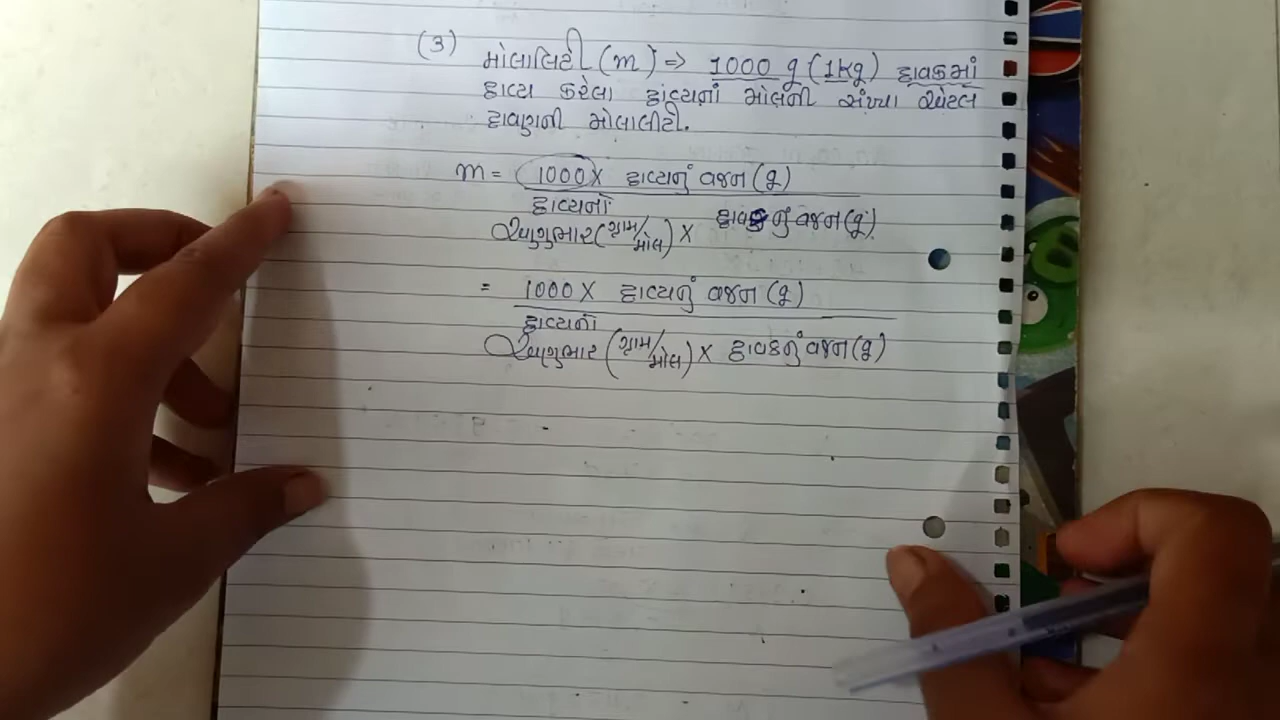 (3) મોલાલિટી (m) => 1000 g (1Kg) દ્રાવકમાં
દ્રાવ્ય કરેલા દ્રાવ્યનાં મોલની સંખ્યા એટલે
દ્રાવણની મોલાલીટી.
m = 1000 X દ્રાવ્યનું વજન (g)
દ્રાવ્યનો
અણુભાર (ગ્રામ/મોલ) X દ્રાવકનું વજન (g)
= 1000 X દ્રાવ્યનું વજન (g)
દ્રાવ્યનો
અણુભાર (ગ્રામ/મોલ) X દ્રાવકનું વજન (g)